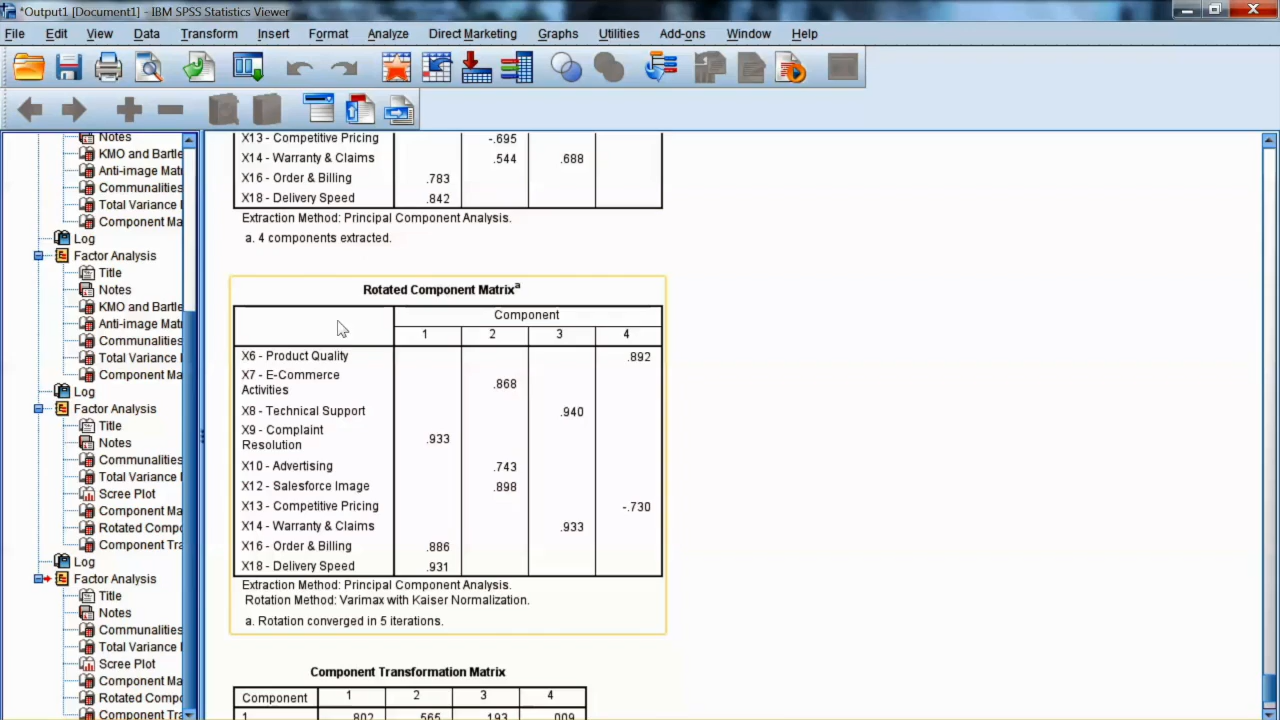 *Output1 [Document1] - IBM SPSS Statistics Viewer
File Edit View Data Transform Insert Format Analyze Direct Marketing Graphs Utilities Add-ons Window Help
Notes
KMO and Bartle
Anti-image Mat
Communalities
Total Variance
Component Ma
Log
Factor Analysis
Title
Notes
KMO and Bartle
Anti-image Mat
Communalities
Total Variance
Component Ma
Log
Factor Analysis
Title
Notes
Communalities
Total Variance
Scree Plot
Component Ma
Rotated Compo
Component Tra
Log
Factor Analysis
Title
Notes
Communalities
Total Variance
Scree Plot
Component Ma
Rotated Compo
Component Tra
X13 - Competitive Pricing -.695
X14 - Warranty & Claims .544 .688
X16 - Order & Billing .783
X18 - Delivery Speed .842
Extraction Method: Principal Component Analysis.
a. 4 components extracted.
Rotated Component Matrixa
Component
1 2 3 4
X6 - Product Quality .892
X7 - E-Commerce
Activities .868
X8 - Technical Support .940
X9 - Complaint
Resolution .933
X10 - Advertising .743
X12 - Salesforce Image .898
X13 - Competitive Pricing -.730
X14 - Warranty & Claims .933
X16 - Order & Billing .886
X18 - Delivery Speed .931
Extraction Method: Principal Component Analysis.
Rotation Method: Varimax with Kaiser Normalization.
a. Rotation converged in 5 iterations.
Component Transformation Matrix
Component 1 2 3 4
1 .802 .565 .193 .009